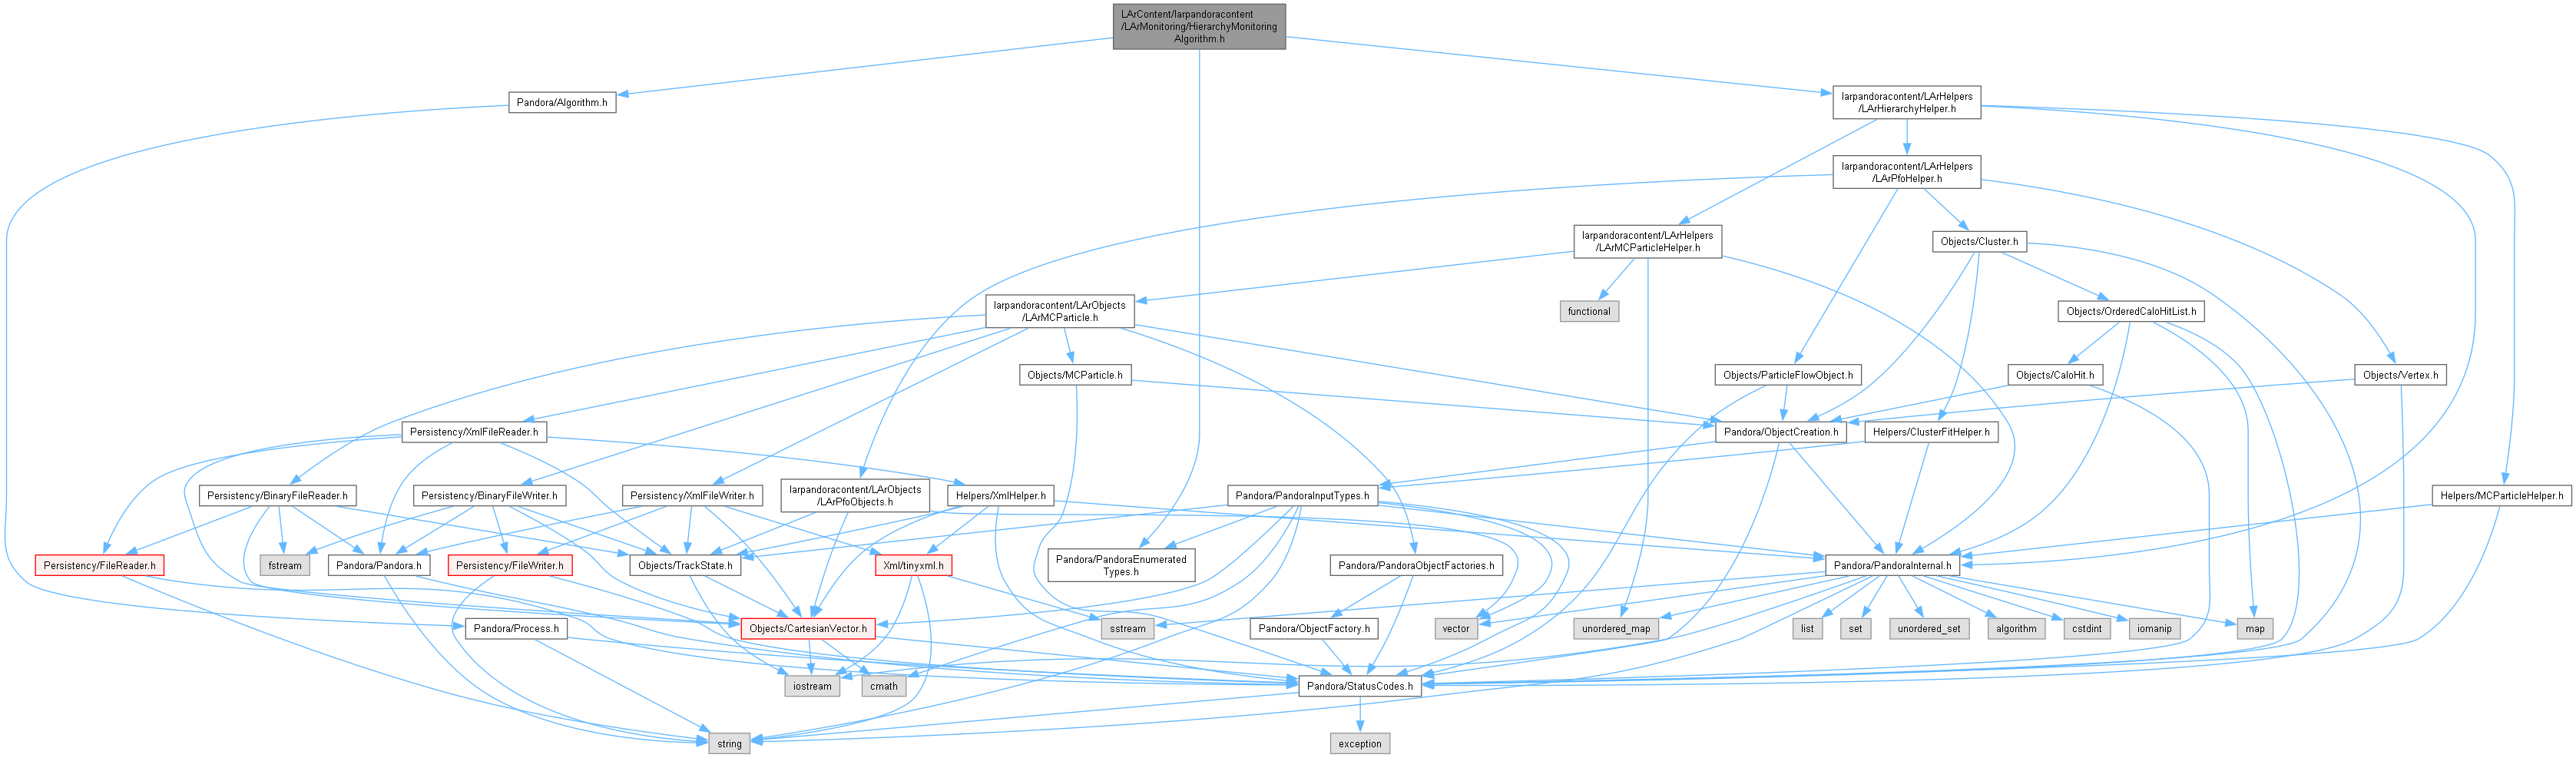 LArContent/larpandoracontent
/LArMonitoring/HierarchyMonitoring
Algorithm.h
Pandora/Algorithm.h
larpandoracontent/LArHelpers
/LArHierarchyHelper.h
larpandoracontent/LArHelpers
/LArPfoHelper.h
larpandoracontent/LArHelpers
/LArMCParticleHelper.h
Objects/Cluster.h
larpandoracontent/LArObjects
/LArMCParticle.h
functional
Objects/OrderedCaloHitList.h
Objects/MCParticle.h
Objects/ParticleFlowObject.h
Objects/CaloHit.h
Objects/Vertex.h
Persistency/XmlFileReader.h
Pandora/ObjectCreation.h
Helpers/ClusterFitHelper.h
Persistency/BinaryFileReader.h
Persistency/BinaryFileWriter.h
Persistency/XmlFileWriter.h
larpandoracontent/LArObjects
/LArPfoObjects.h
Helpers/XmlHelper.h
Pandora/PandoraInputTypes.h
Helpers/MCParticleHelper.h
Persistency/FileReader.h
fstream
Pandora/Pandora.h
Persistency/FileWriter.h
Objects/TrackState.h
Xml/tinyxml.h
Pandora/PandoraEnumerated
Types.h
Pandora/PandoraObjectFactories.h
Pandora/PandoraInternal.h
Pandora/Process.h
Objects/CartesianVector.h
sstream
Pandora/ObjectFactory.h
vector
unordered_map
list
set
unordered_set
algorithm
cstdint
iomanip
map
iostream
cmath
Pandora/StatusCodes.h
string
exception